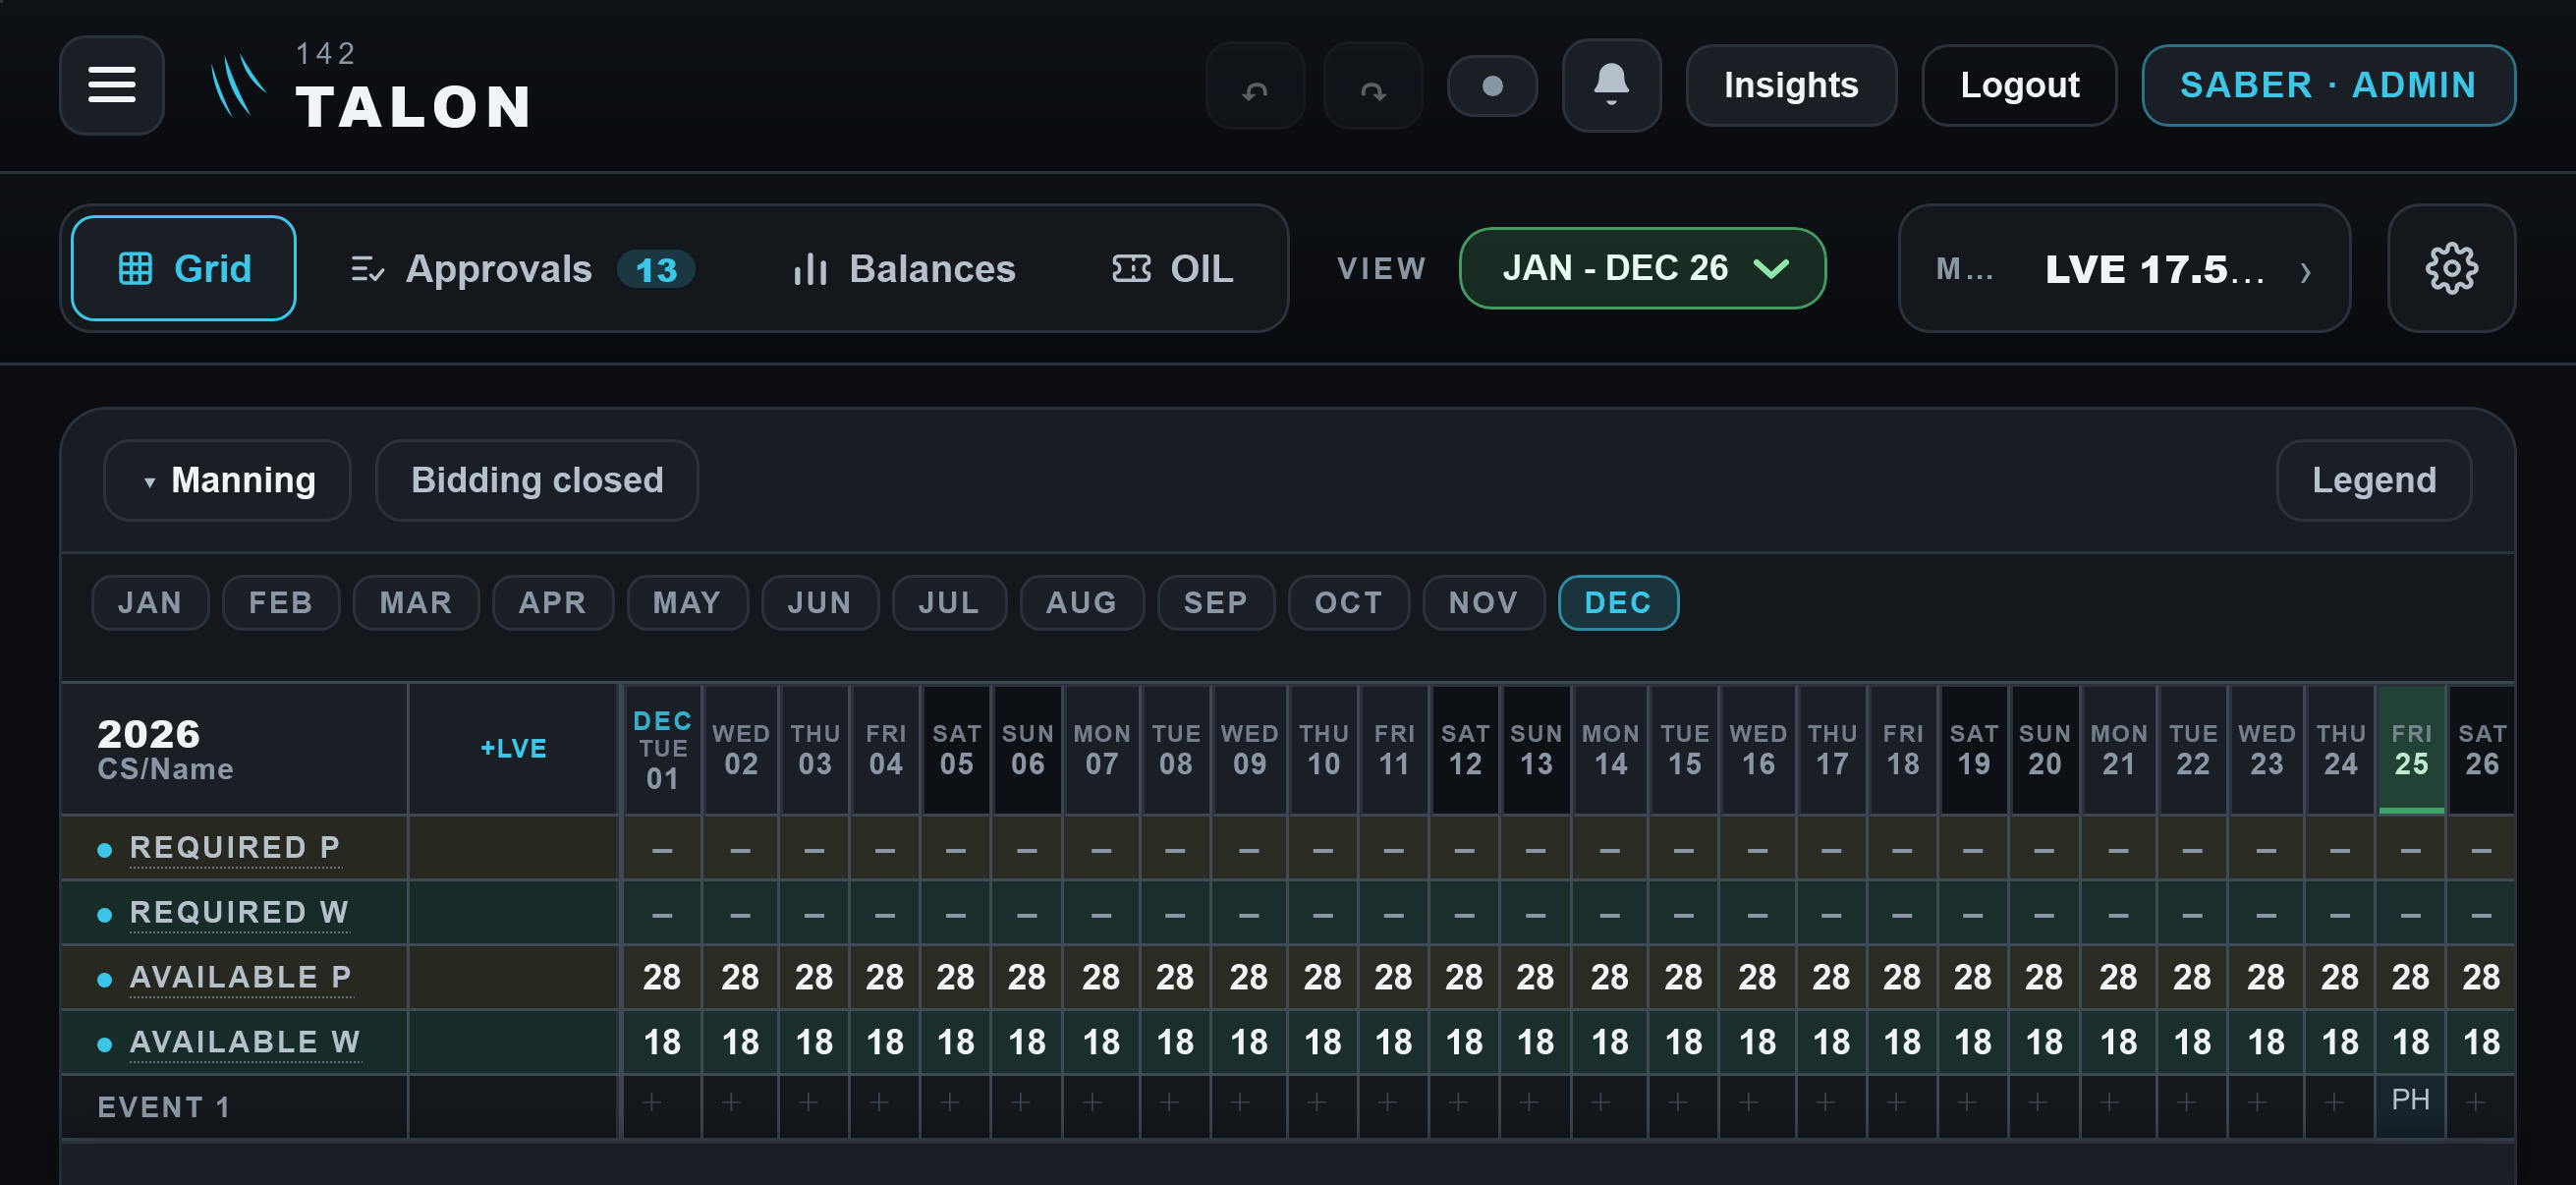 142
TALON
Insights
Logout
SABER · ADMIN
Grid
Approvals 13
Balances
OIL
VIEW
JAN - DEC 26
M...
LVE 17.5...
Manning
Bidding closed
Legend
JAN FEB MAR APR MAY JUN JUL AUG SEP OCT NOV DEC
2026
CS/Name
+LVE
DEC
TUE WED THU FRI SAT SUN MON TUE WED THU FRI SAT SUN MON TUE WED THU FRI SAT SUN MON TUE WED THU FRI SAT
01 02 03 04 05 06 07 08 09 10 11 12 13 14 15 16 17 18 19 20 21 22 23 24 25 26
REQUIRED P – – – – – – – – – – – – – – – – – – – – – – – – – –
REQUIRED W – – – – – – – – – – – – – – – – – – – – – – – – – –
AVAILABLE P 28 28 28 28 28 28 28 28 28 28 28 28 28 28 28 28 28 28 28 28 28 28 28 28 28 28
AVAILABLE W 18 18 18 18 18 18 18 18 18 18 18 18 18 18 18 18 18 18 18 18 18 18 18 18 18 18
EVENT 1 + + + + + + + + + + + + + + + + + + + + + + + + PH +